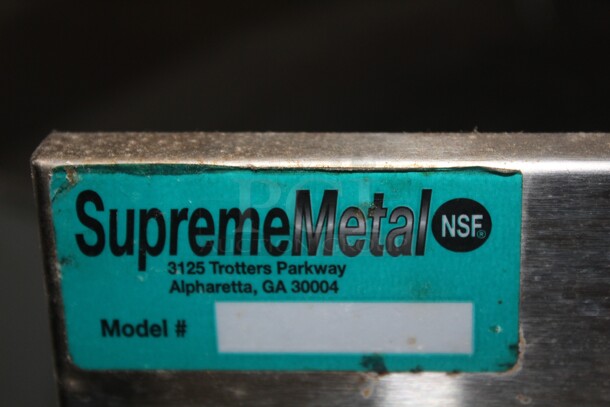 SupremeMetal NSF®
3125 Trotters Parkway
Alpharetta, GA 30004
Model #